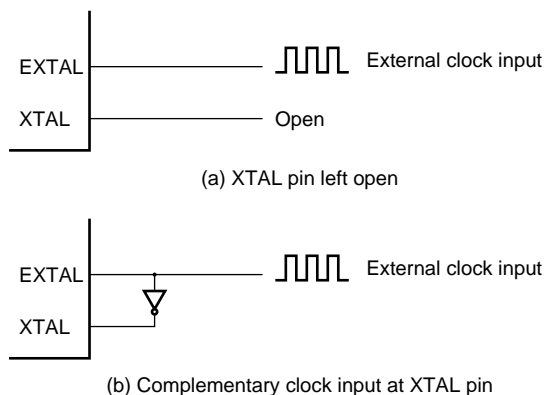 EXTAL External clock input
XTAL Open
(a) XTAL pin left open
EXTAL External clock input
XTAL
(b) Complementary clock input at XTAL pin